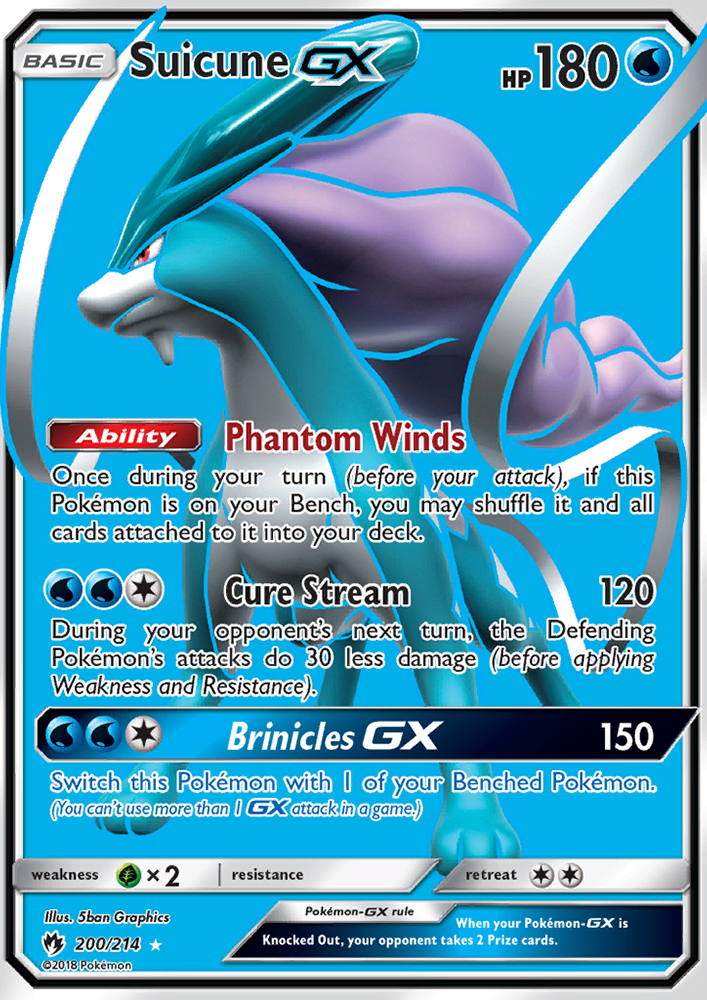 BASIC Suicune GX HP 180
Ability Phantom Winds
Once during your turn (before your attack), if this
Pokémon is on your Bench, you may shuffle it and all
cards attached to it into your deck.
Cure Stream 120
During your opponent's next turn, the Defending
Pokémon's attacks do 30 less damage (before applying
Weakness and Resistance).
Brinicles GX 150
Switch this Pokémon with 1 of your Benched Pokémon.
(You can't use more than 1 GX attack in a game.)
weakness ×2 resistance retreat
Illus. 5ban Graphics
200/214
©2018 Pokémon
Pokémon-GX rule
When your Pokémon-GX is
Knocked Out, your opponent takes 2 Prize cards.